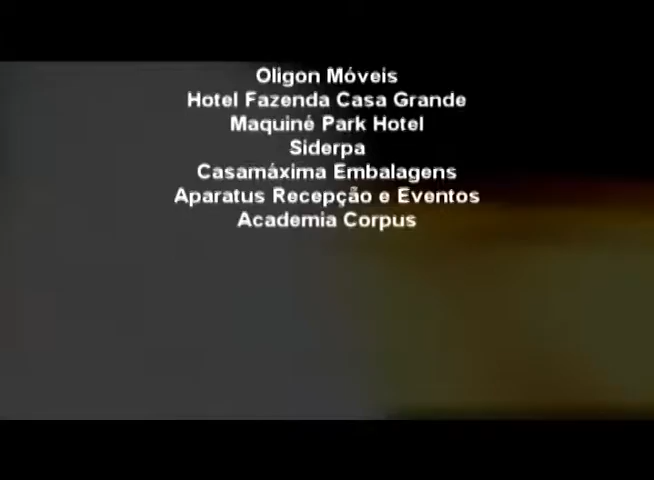 Oligon Móveis
Hotel Fazenda Casa Grande
Maquiné Park Hotel
Siderpa
Casamáxima Embalagens
Aparatus Recepção e Eventos
Academia Corpus